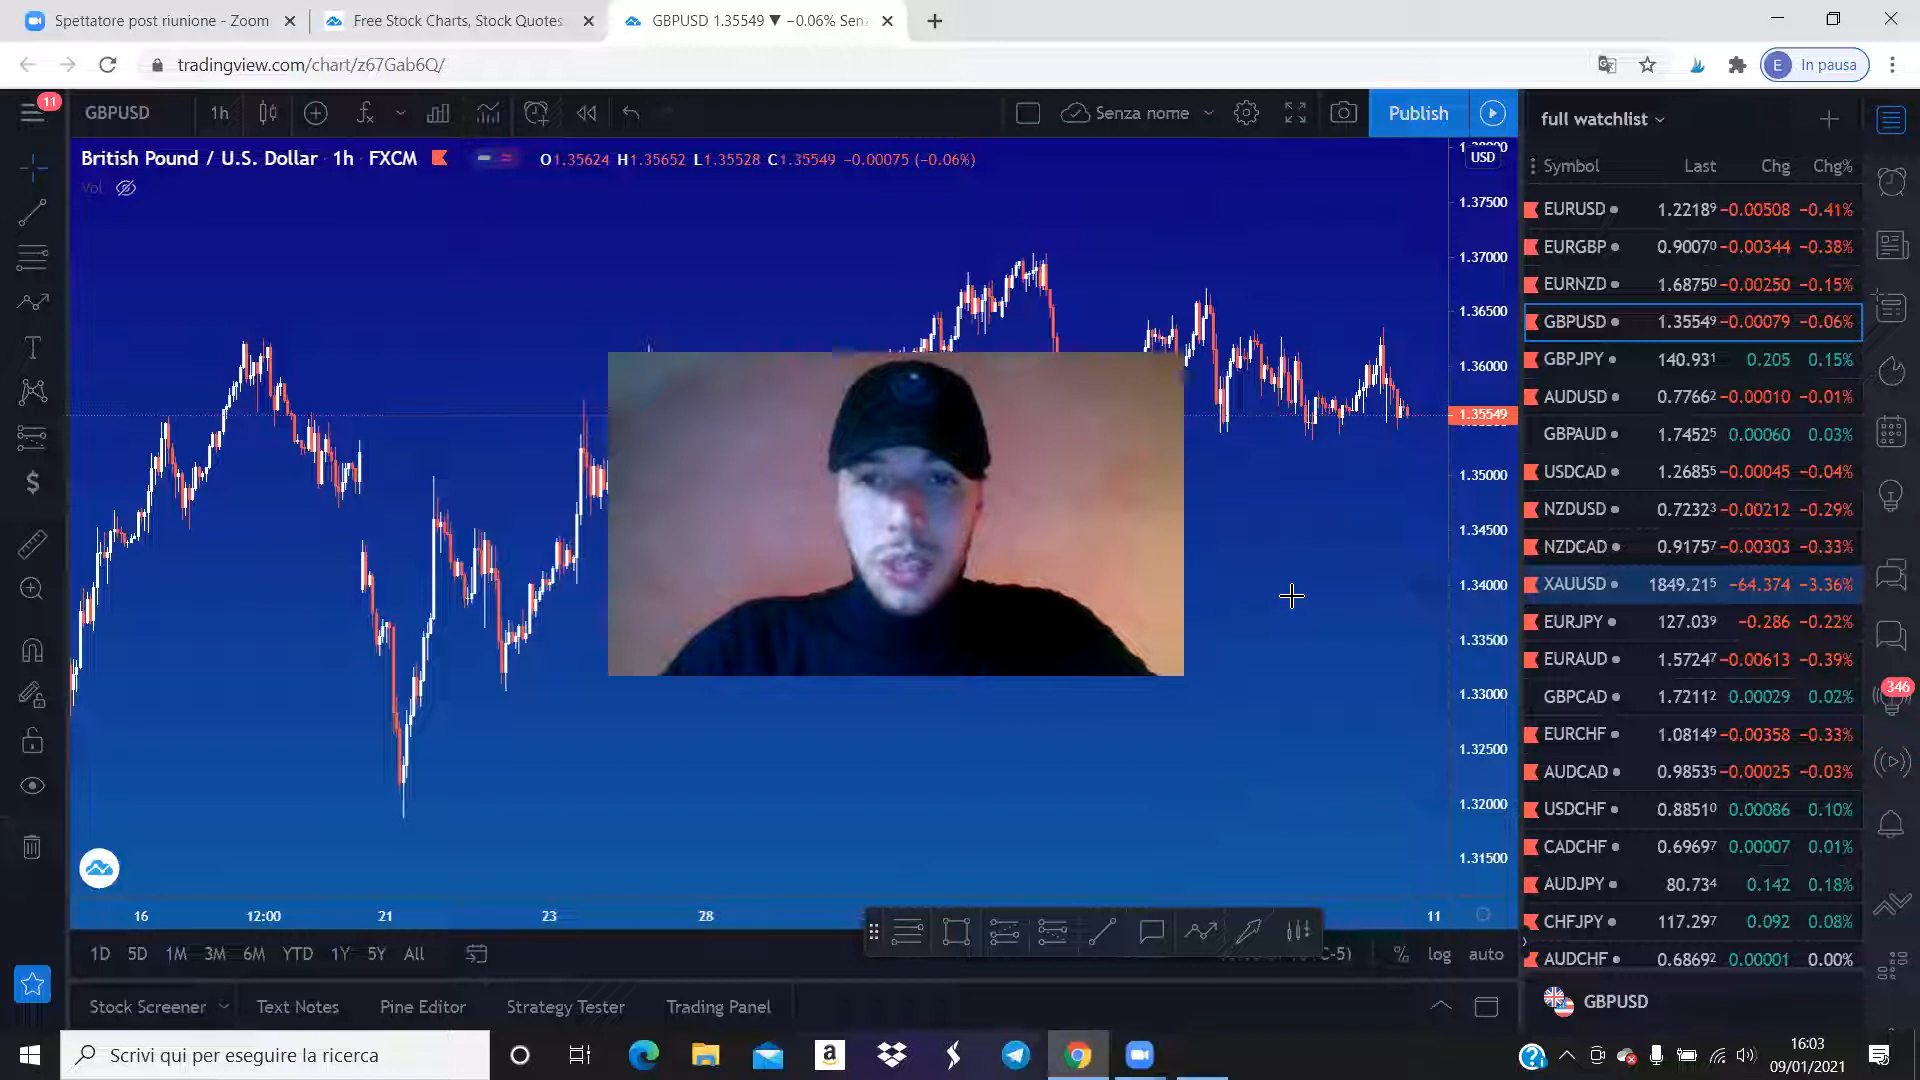 Spettatore post riunione - Zoom
Free Stock Charts, Stock Quotes
GBPUSD 1.35549 ▼ −0.06% Sen
tradingview.com/chart/z67Gab6Q/
E In pausa
11
GBPUSD 1h
Senza nome
Publish
British Pound / U.S. Dollar · 1h · FXCM
O1.35624 H1.35652 L1.35528 C1.35549 −0.00075 (−0.06%)
Vol
USD
1.37500
1.37000
1.36500
1.36000
1.35549
1.35000
1.34500
1.34000
1.33500
1.33000
1.32500
1.32000
1.31500
16 12:00 21 23 28 11
1D 5D 1M 3M 6M YTD 1Y 5Y All
C-5) % log auto
Stock Screener Text Notes Pine Editor Strategy Tester Trading Panel
full watchlist
Symbol Last Chg Chg%
EURUSD 1.22189 −0.00508 −0.41%
EURGBP 0.90070 −0.00344 −0.38%
EURNZD 1.68750 −0.00250 −0.15%
GBPUSD 1.35549 −0.00079 −0.06%
GBPJPY 140.931 0.205 0.15%
AUDUSD 0.77662 −0.00010 −0.01%
GBPAUD 1.74525 0.00060 0.03%
USDCAD 1.26855 −0.00045 −0.04%
NZDUSD 0.72323 −0.00212 −0.29%
NZDCAD 0.91757 −0.00303 −0.33%
XAUUSD 1849.215 −64.374 −3.36%
EURJPY 127.039 −0.286 −0.22%
EURAUD 1.57247 −0.00613 −0.39%
GBPCAD 1.72112 0.00029 0.02%
EURCHF 1.08149 −0.00358 −0.33%
AUDCAD 0.98535 −0.00025 −0.03%
USDCHF 0.88510 0.00086 0.10%
CADCHF 0.69697 0.00007 0.01%
AUDJPY 80.734 0.142 0.18%
CHFJPY 117.297 0.092 0.08%
AUDCHF 0.68692 0.00001 0.00%
GBPUSD
346
Scrivi qui per eseguire la ricerca
16:03
09/01/2021